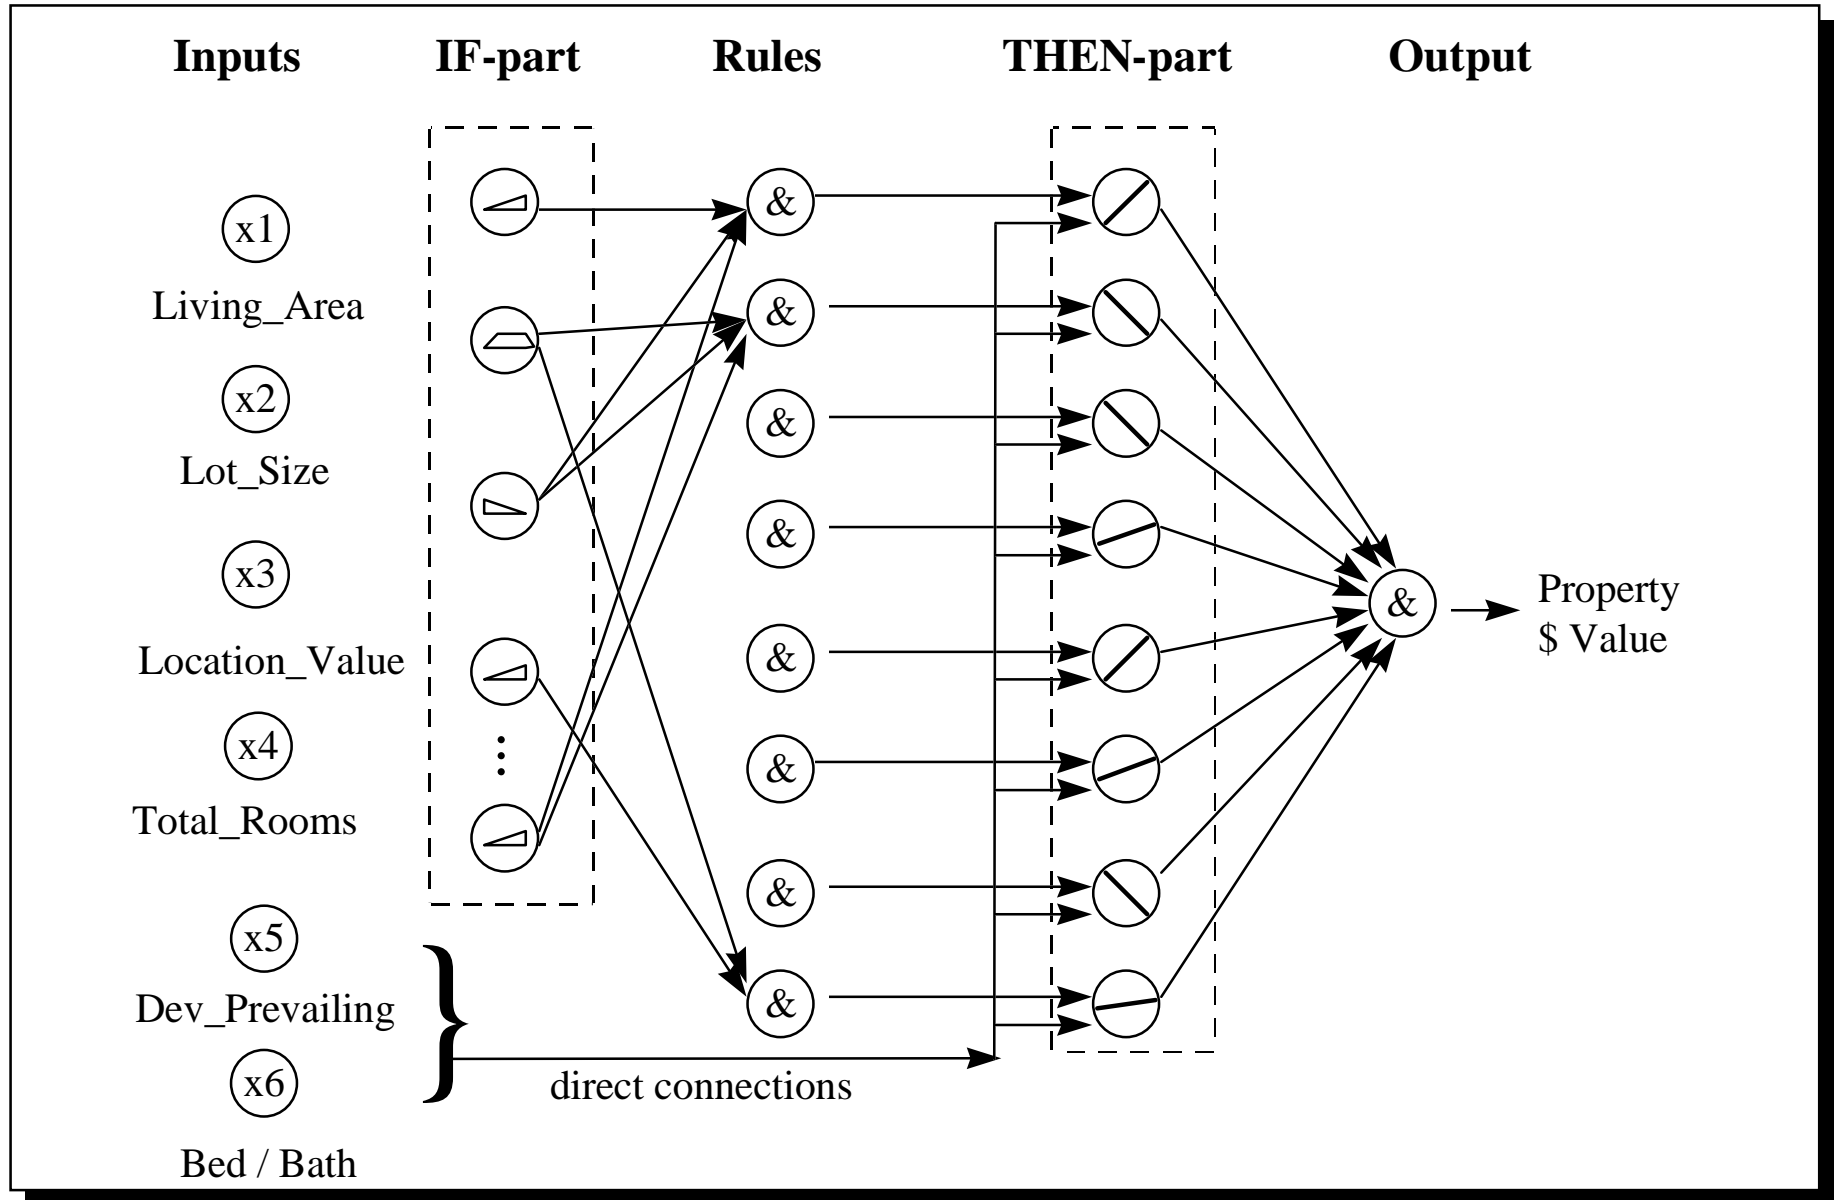 Inputs IF-part Rules THEN-part Output
x1
Living_Area
x2
Lot_Size
x3
Location_Value
x4
Total_Rooms
x5
Dev_Prevailing
x6
Bed / Bath
&
&
&
&
&
&
&
&
direct connections
&
Property
$ Value